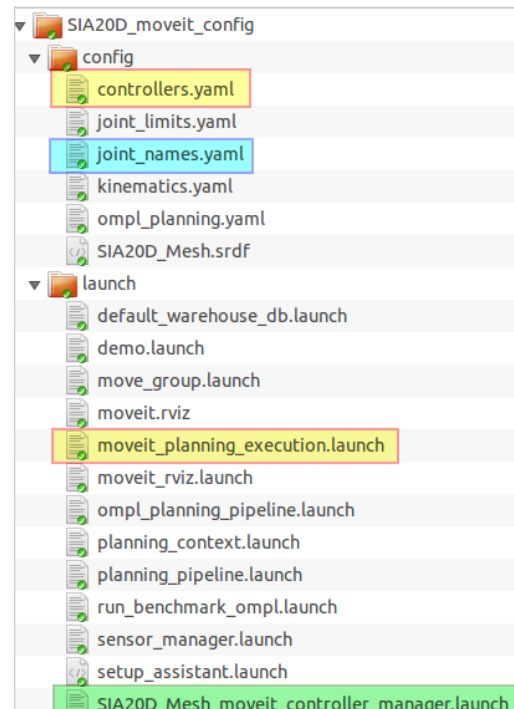 SIA20D_moveit_config
config
controllers.yaml
joint_limits.yaml
joint_names.yaml
kinematics.yaml
ompl_planning.yaml
SIA20D_Mesh.srdf
launch
default_warehouse_db.launch
demo.launch
move_group.launch
moveit.rviz
moveit_planning_execution.launch
moveit_rviz.launch
ompl_planning_pipeline.launch
planning_context.launch
planning_pipeline.launch
run_benchmark_ompl.launch
sensor_manager.launch
setup_assistant.launch
SIA20D_Mesh_moveit_controller_manager.launch